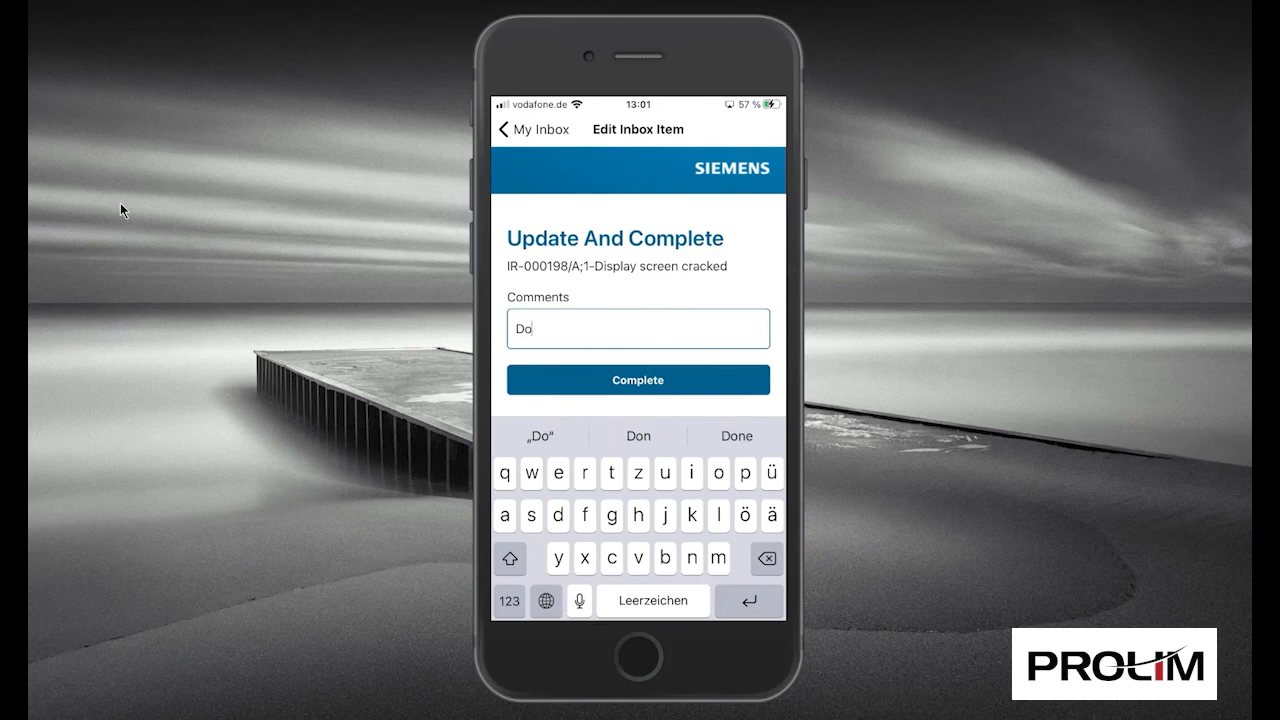 vodafone.de
13:01
57 %
My Inbox
Edit Inbox Item
SIEMENS
Update And Complete
IR-000198/A;1-Display screen cracked
Comments
Do
Complete
„Do“ Don Done
q w e r t z u i o p ü
a s d f g h j k l ö ä
y x c v b n m
123 Leerzeichen
PROLIM